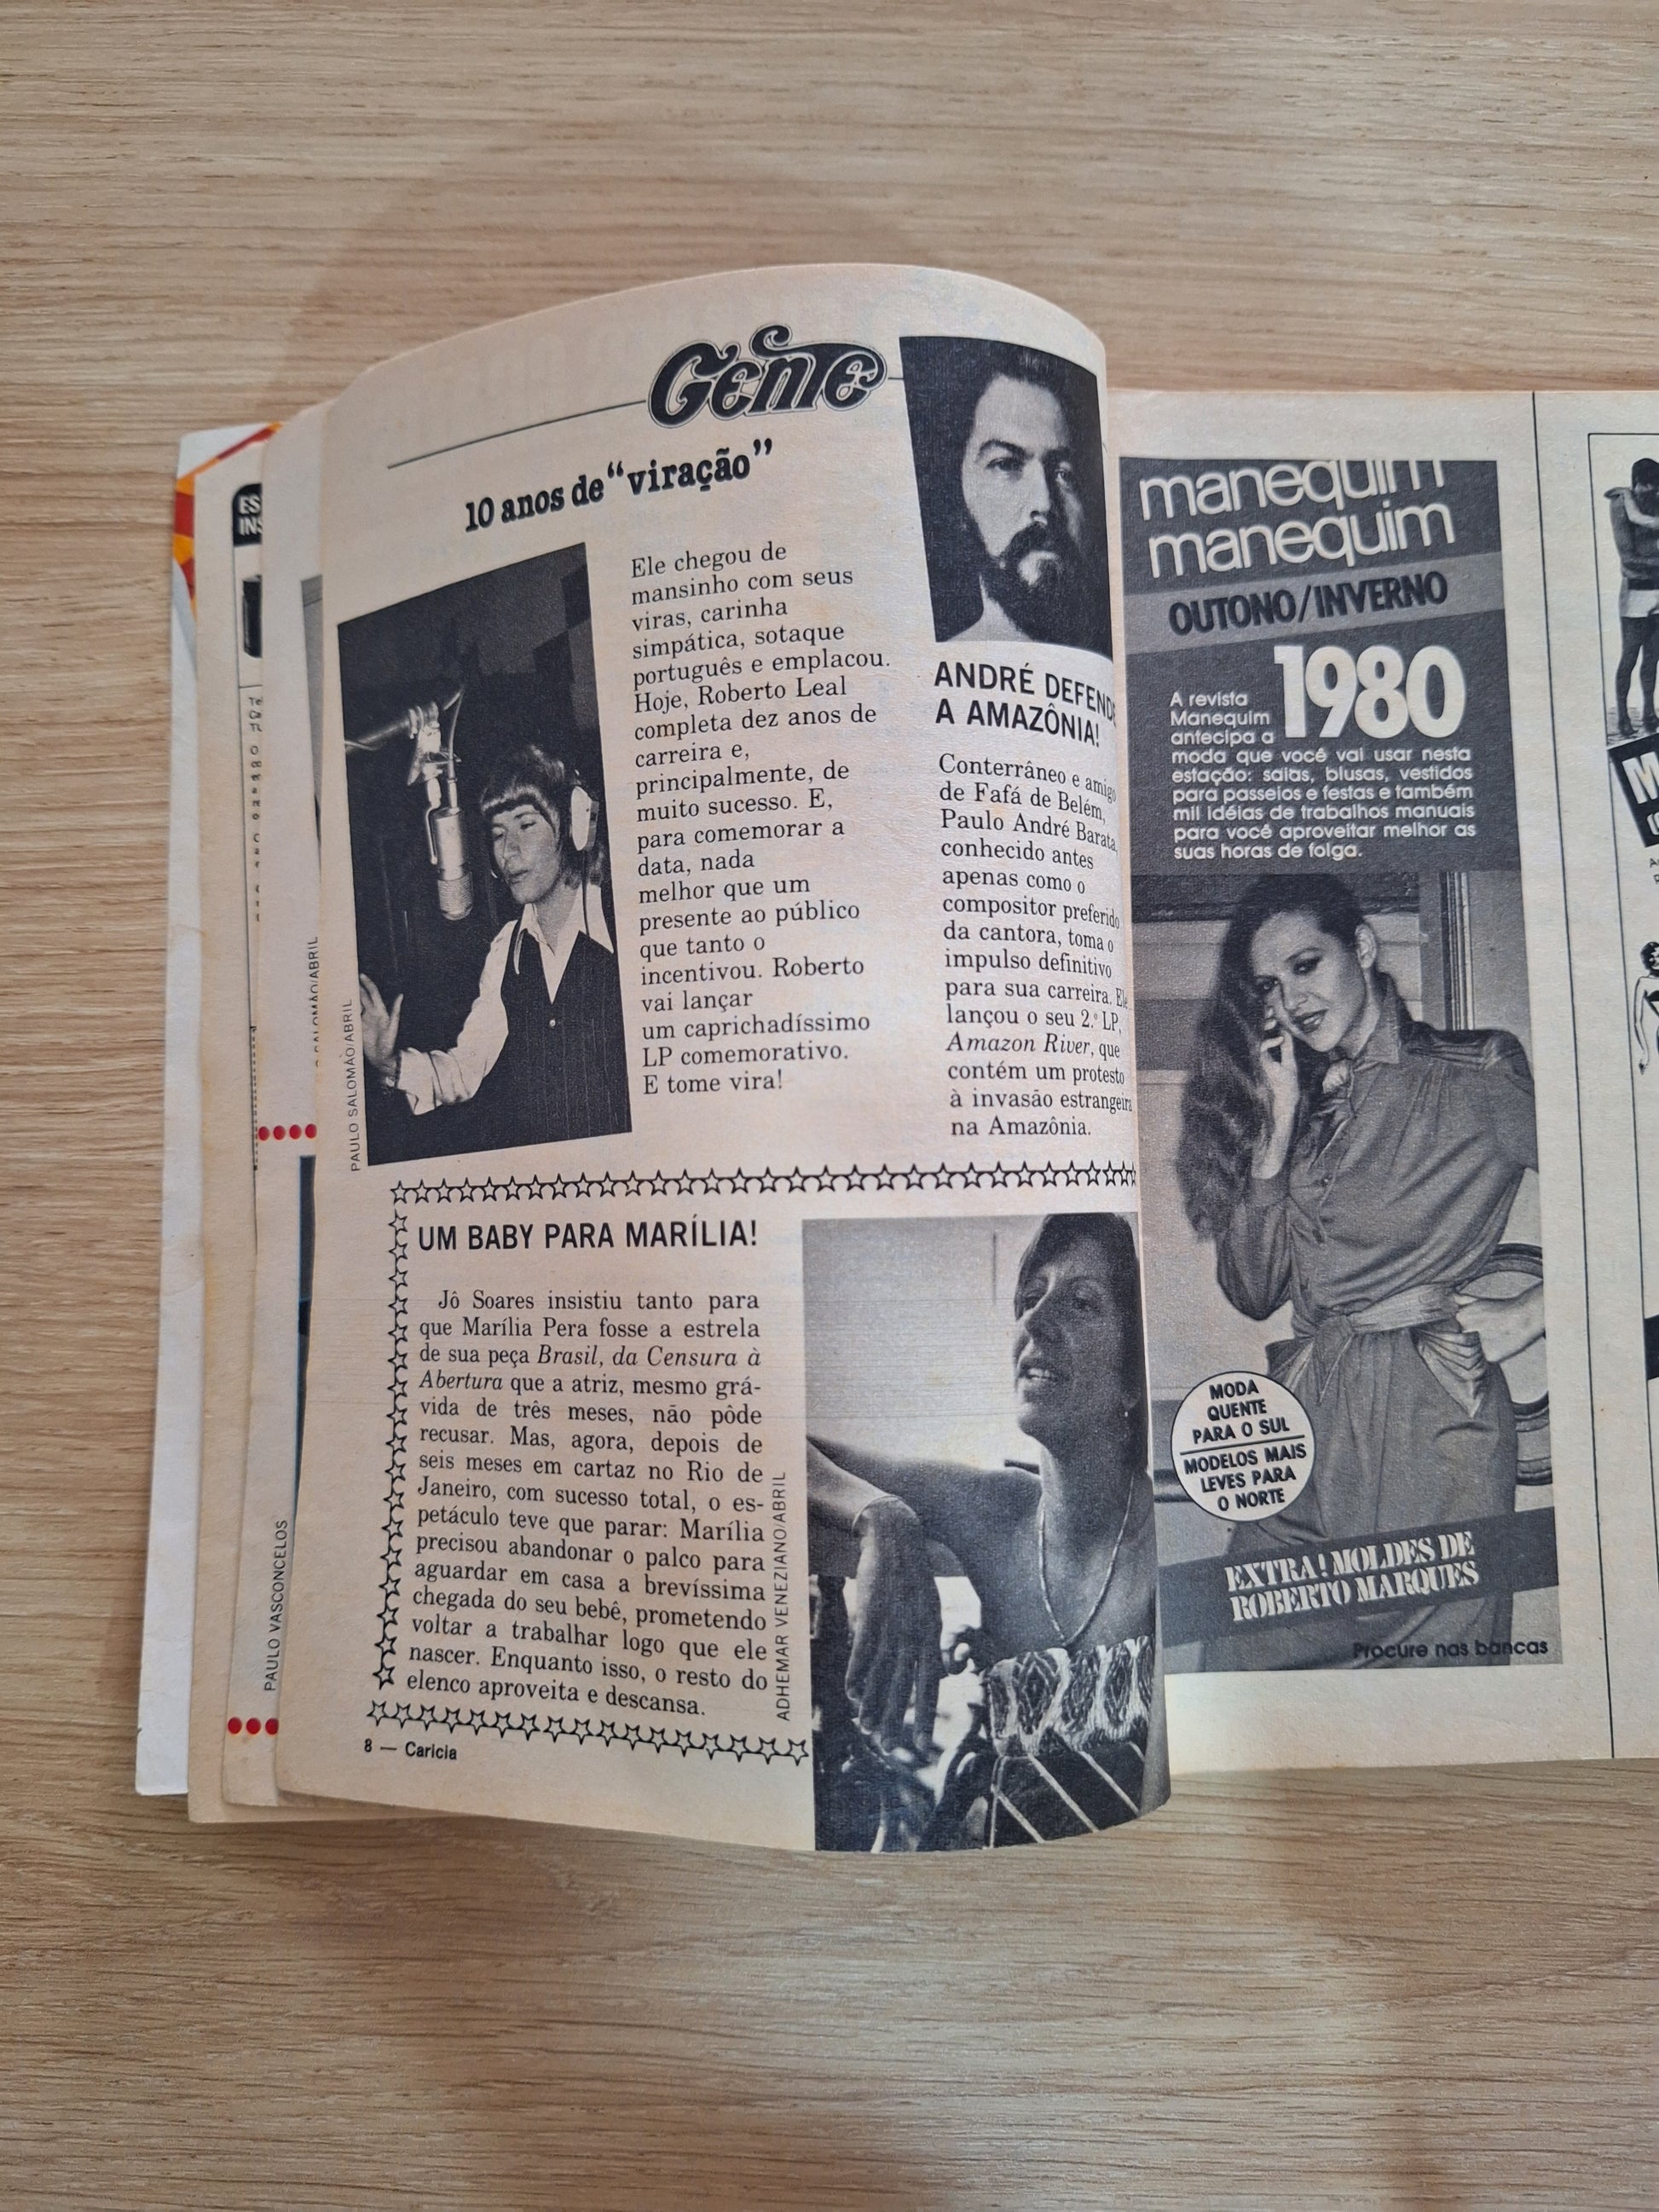 Gente
10 anos de “viração”
Ele chegou de
mansinho com seus
viras, carinha
simpática, sotaque
português e emplacou.
Hoje, Roberto Leal
completa dez anos de
carreira e,
principalmente, de
muito sucesso. E,
para comemorar a
data, nada
melhor que um
presente ao público
que tanto o
incentivou. Roberto
vai lançar
um caprichadíssimo
LP comemorativo.
E tome vira!
PAULO SALOMÃO/ABRIL
ANDRÉ DEFENDE
A AMAZÔNIA!
Conterrâneo e amigo
de Fafá de Belém,
Paulo André Barata,
conhecido antes
apenas como o
compositor preferido
da cantora, toma o
impulso definitivo
para sua carreira. Ele
lançou o seu 2.º LP,
Amazon River, que
contém um protesto
à invasão estrangeira
na Amazônia.
UM BABY PARA MARÍLIA!
Jô Soares insistiu tanto para
que Marília Pera fosse a estrela
de sua peça Brasil, da Censura à
Abertura que a atriz, mesmo grá-
vida de três meses, não pôde
recusar. Mas, agora, depois de
seis meses em cartaz no Rio de
Janeiro, com sucesso total, o es-
petáculo teve que parar: Marília
precisou abandonar o palco para
aguardar em casa a brevíssima
chegada do seu bebê, prometendo
voltar a trabalhar logo que ele
nascer. Enquanto isso, o resto do
elenco aproveita e descansa.
ADHEMAR VENEZIANO/ABRIL
8 — Carícia
PAULO VASCONCELOS
SALOMÃO/ABRIL
ES
INS
manequim
manequim
OUTONO/INVERNO
1980
A revista
Manequim
antecipa a
moda que você vai usar nesta
estação: saias, blusas, vestidos
para passeios e festas e também
mil idéias de trabalhos manuais
para você aproveitar melhor as
suas horas de folga.
MODA
QUENTE
PARA O SUL
MODELOS MAIS
LEVES PARA
O NORTE
EXTRA! MOLDES DE
ROBERTO MARQUES
Procure nas bancas